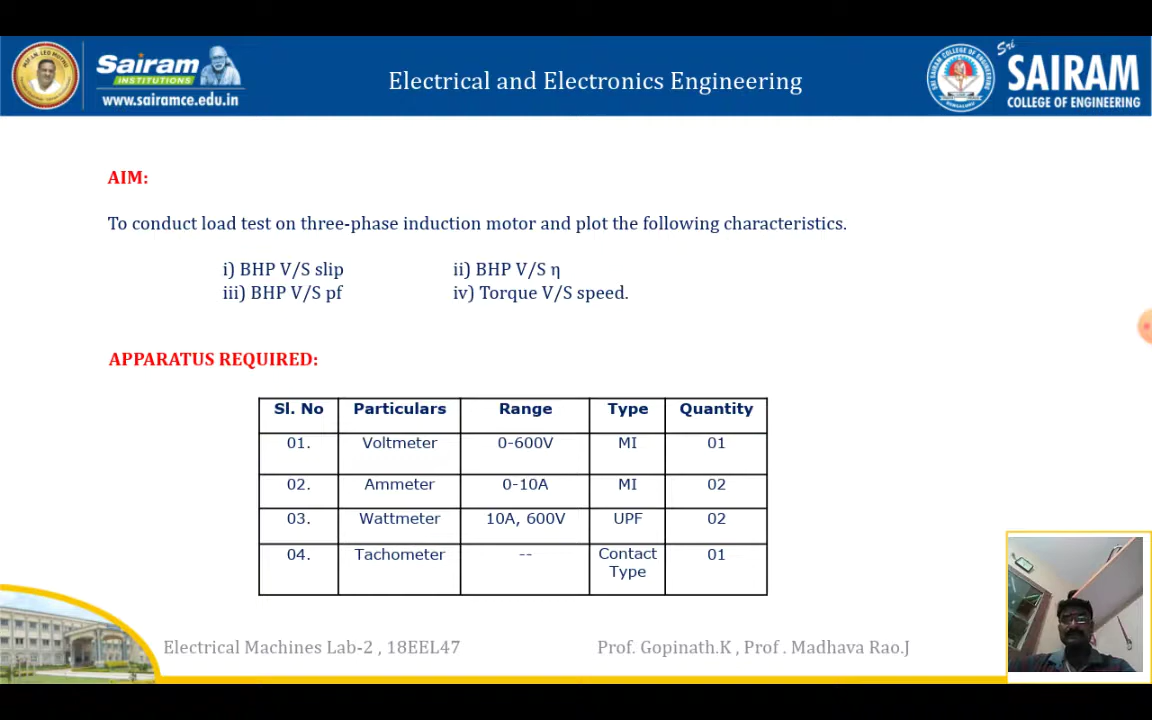 Sairam
INSTITUTIONS
www.sairamce.edu.in
Electrical and Electronics Engineering
Sri
SAIRAM
COLLEGE OF ENGINEERING
AIM:
To conduct load test on three-phase induction motor and plot the following characteristics.
i) BHP V/S slip ii) BHP V/S η
iii) BHP V/S pf iv) Torque V/S speed.
APPARATUS REQUIRED:
Sl. No Particulars Range Type Quantity
01. Voltmeter 0-600V MI 01
02. Ammeter 0-10A MI 02
03. Wattmeter 10A, 600V UPF 02
04. Tachometer -- Contact Type 01
Electrical Machines Lab-2 , 18EEL47 Prof. Gopinath.K , Prof . Madhava Rao.J